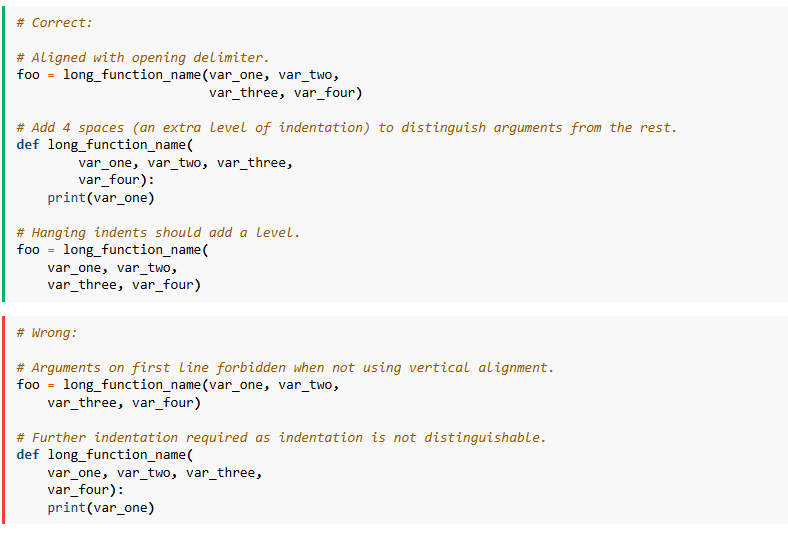 # Correct:

# Aligned with opening delimiter.
foo = long_function_name(var_one, var_two,
                         var_three, var_four)

# Add 4 spaces (an extra level of indentation) to distinguish arguments from the rest.
def long_function_name(
        var_one, var_two, var_three,
        var_four):
    print(var_one)

# Hanging indents should add a level.
foo = long_function_name(
    var_one, var_two,
    var_three, var_four)

# Wrong:

# Arguments on first line forbidden when not using vertical alignment.
foo = long_function_name(var_one, var_two,
    var_three, var_four)

# Further indentation required as indentation is not distinguishable.
def long_function_name(
    var_one, var_two, var_three,
    var_four):
    print(var_one)